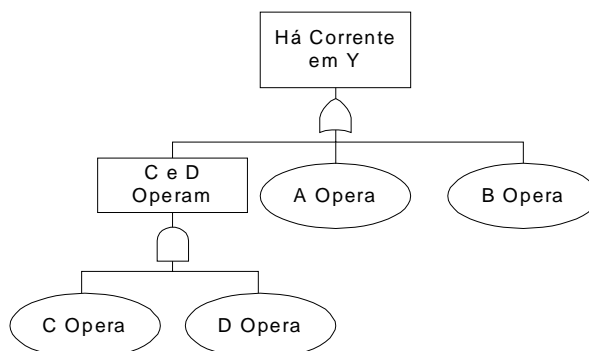 Há Corrente
em Y
C e D
Operam
A Opera
B Opera
C Opera
D Opera